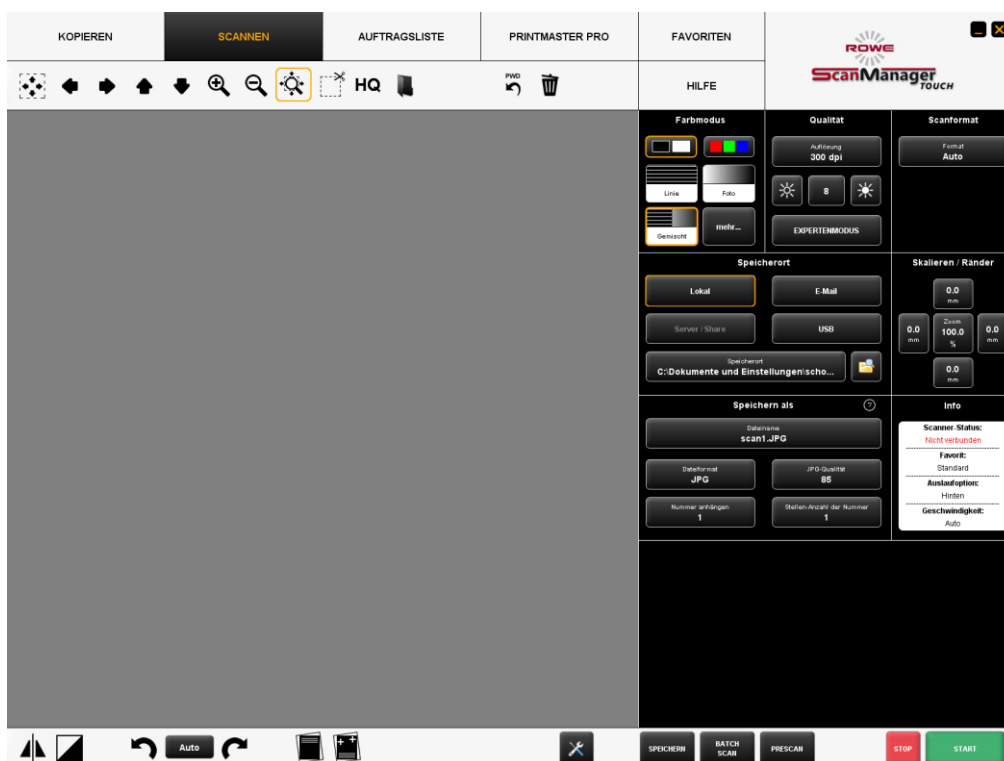 KOPIEREN
SCANNEN
AUFTRAGSLISTE
PRINTMASTER PRO
FAVORITEN
ROWE
ScanManager
TOUCH
HQ
PWD
HILFE
Farbmodus
Qualität
Scanformat
Auflösung
300 dpi
Format
Auto
Linie
Foto
8
Gemischt
mehr...
EXPERTENMODUS
Speicherort
Skalieren / Ränder
Lokal
E-Mail
0.0
mm
Server / Share
USB
0.0
mm
Zoom
100.0
%
0.0
mm
Speicherort
C:\Dokumente und Einstellungen\scho...
0.0
mm
Speichern als
?
Info
Dateiname
scan1.JPG
Scanner-Status:
Nicht verbunden
Favorit:
Standard
Dateiformat
JPG
JPG-Qualität
85
Auslaufoption:
Hinten
Nummer anhängen
1
Stellen-Anzahl der Nummer
1
Geschwindigkeit:
Auto
Auto
SPEICHERN
BATCH
SCAN
PRESCAN
STOP
START